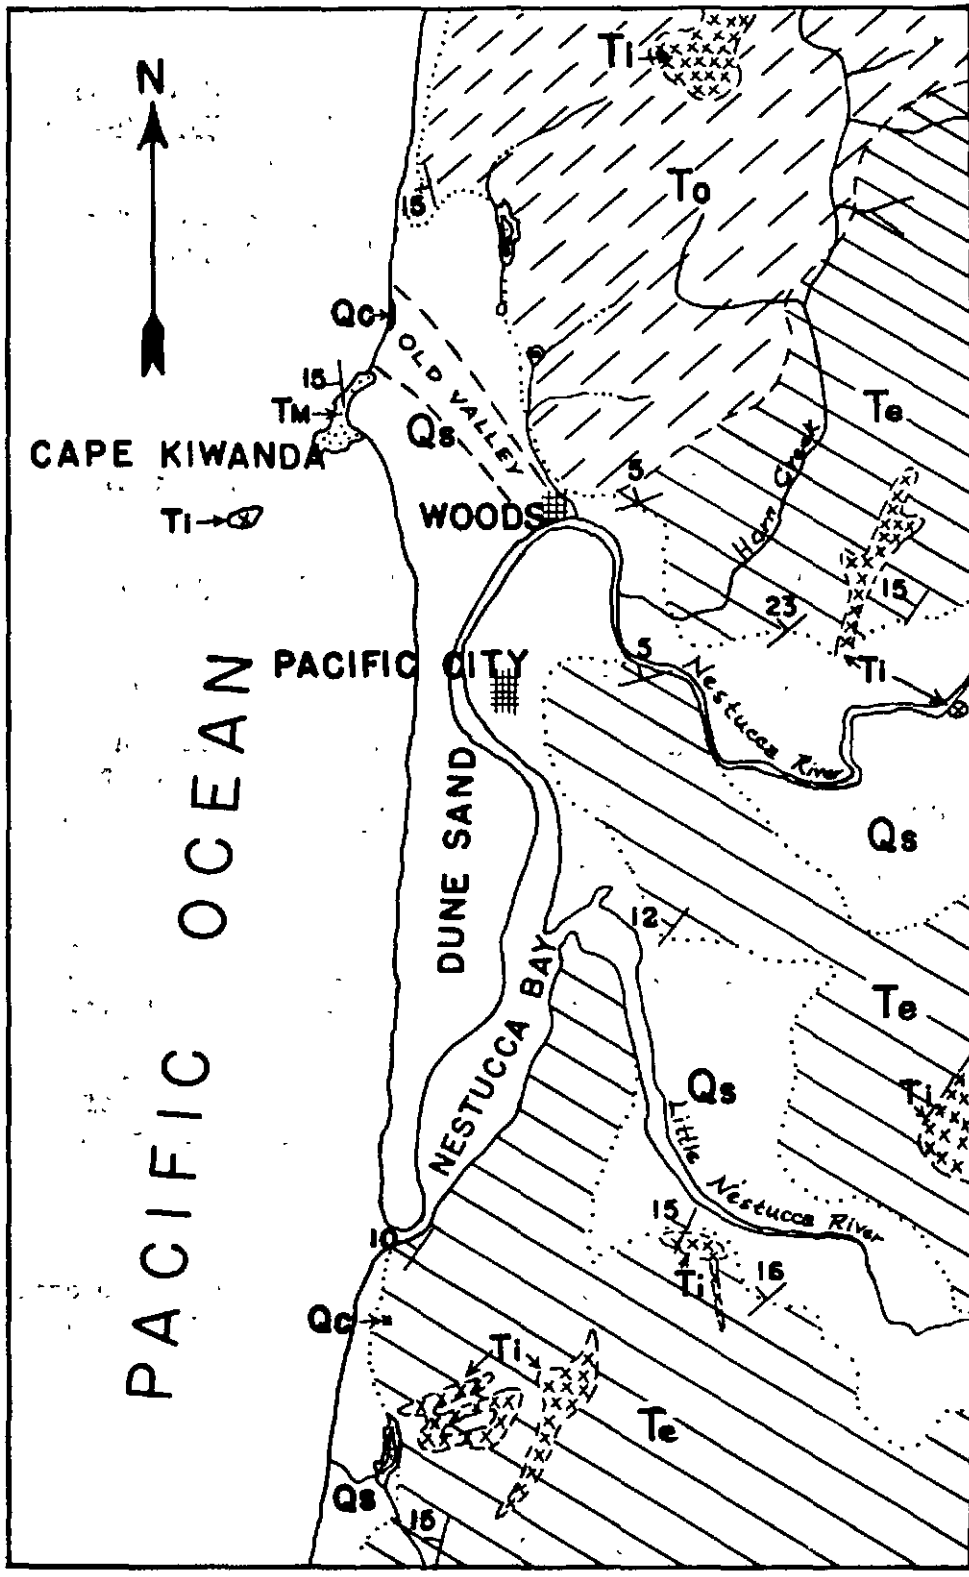 N
Ti
To
15
Qc
OLD VALLEY
15
TM
Qs
Te
CAPE KIWANDA
5
Ti
WOODS
Horn Creek
15
23
PACIFIC CITY
5
Ti
Nestucca River
DUNE SAND
Qs
12
NESTUCCA BAY
Te
Qs
Ti
Little Nestucca River
15
10
Ti
16
Qc
Ti
Te
Qs
15
PACIFIC OCEAN